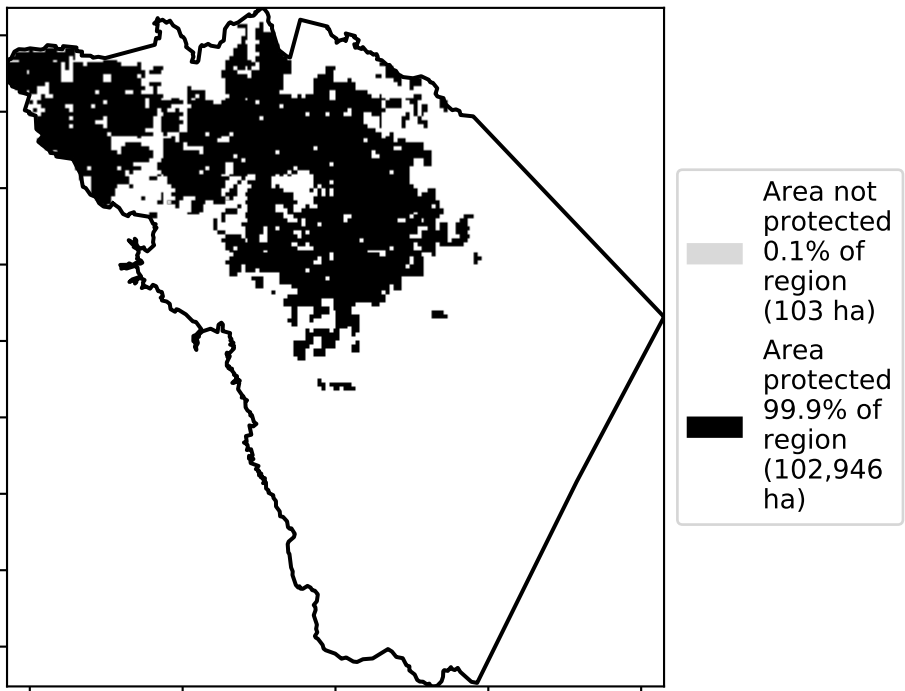 Area not
protected
0.1% of
region
(103 ha)
Area
protected
99.9% of
region
(102,946
ha)